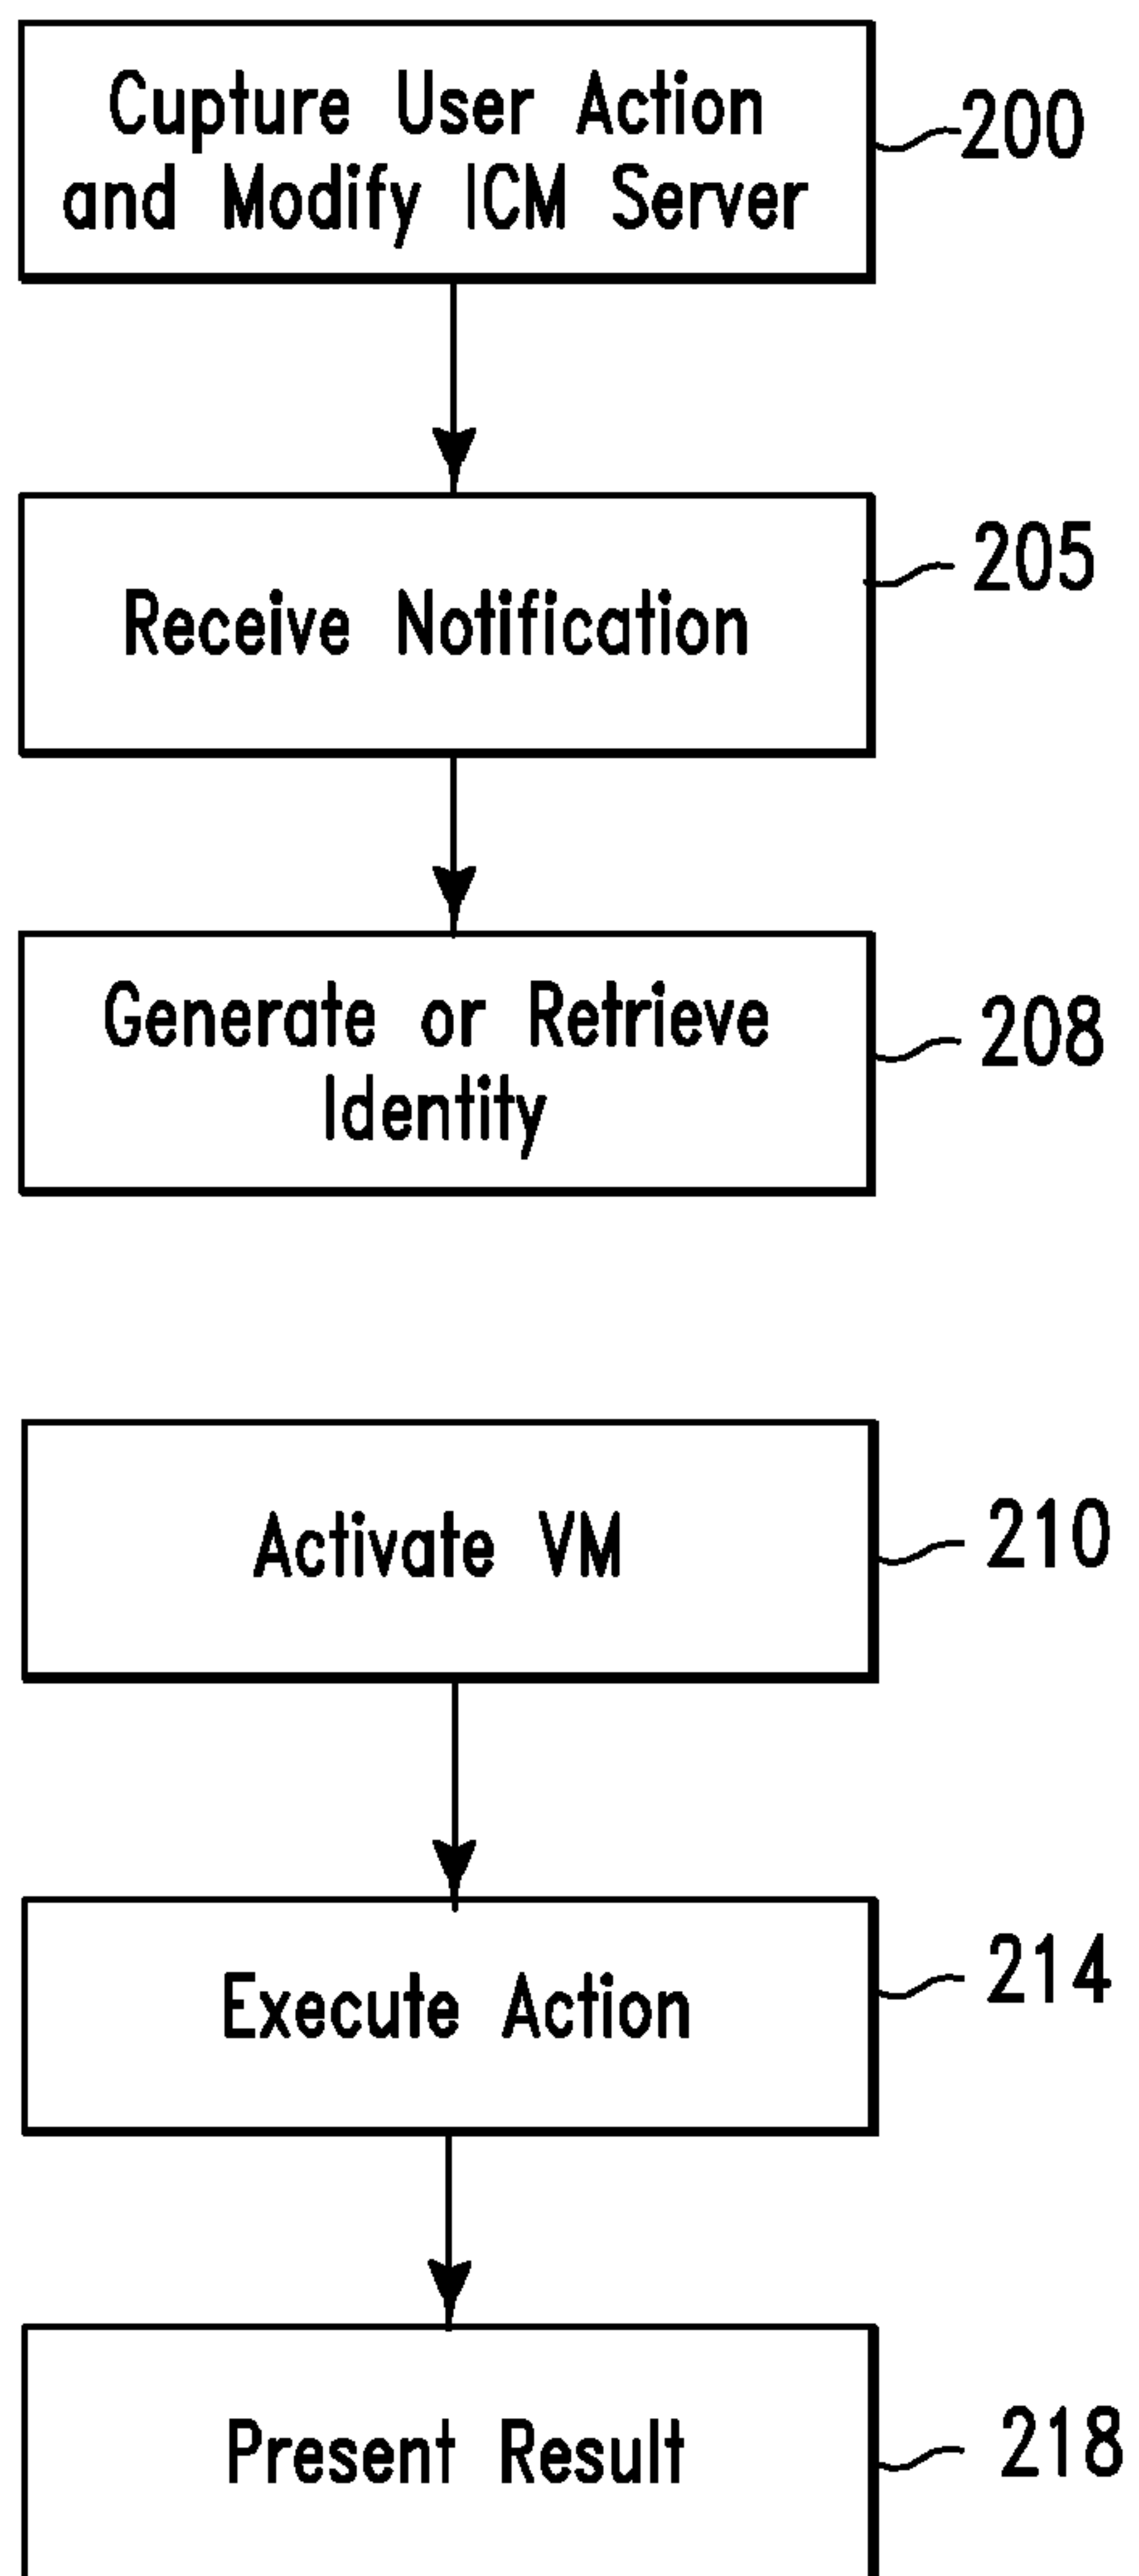 Cupture User Action
and Modify ICM Server
200
Receive Notification
205
Generate or Retrieve
Identity
208
Activate VM
210
Execute Action
214
Present Result
218